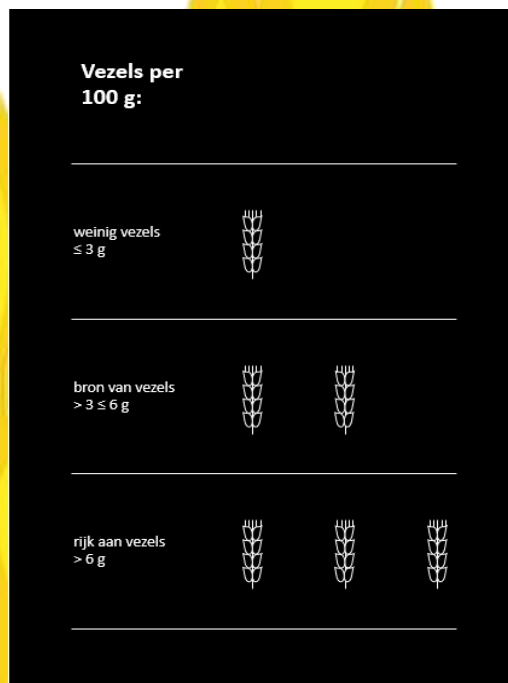 Vezels per
100 g:
weinig vezels
≤ 3 g
bron van vezels
> 3 ≤ 6 g
rijk aan vezels
> 6 g